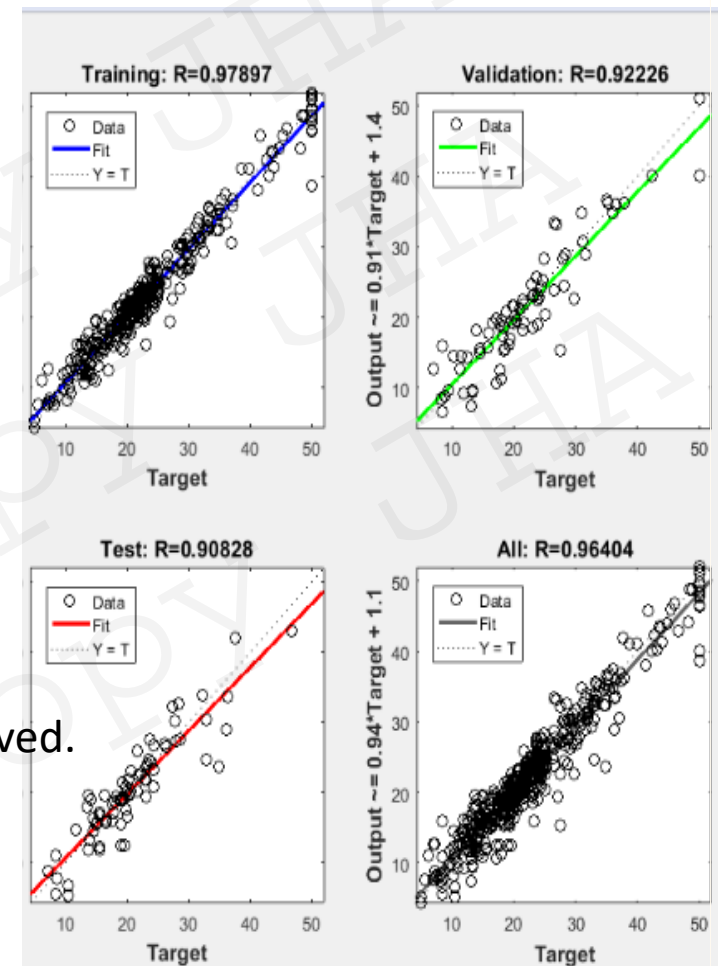 Training: R=0.97897
Data
Fit
Y = T
10 20 30 40 50
Target
Validation: R=0.92226
Output ~= 0.91*Target + 1.4
50
40
30
20
10
Data
Fit
Y = T
10 20 30 40 50
Target
Test: R=0.90828
Data
Fit
Y = T
10 20 30 40 50
Target
All: R=0.96404
Output ~= 0.94*Target + 1.1
50
40
30
20
10
Data
Fit
Y = T
10 20 30 40 50
Target
JHA
JHA
JHA